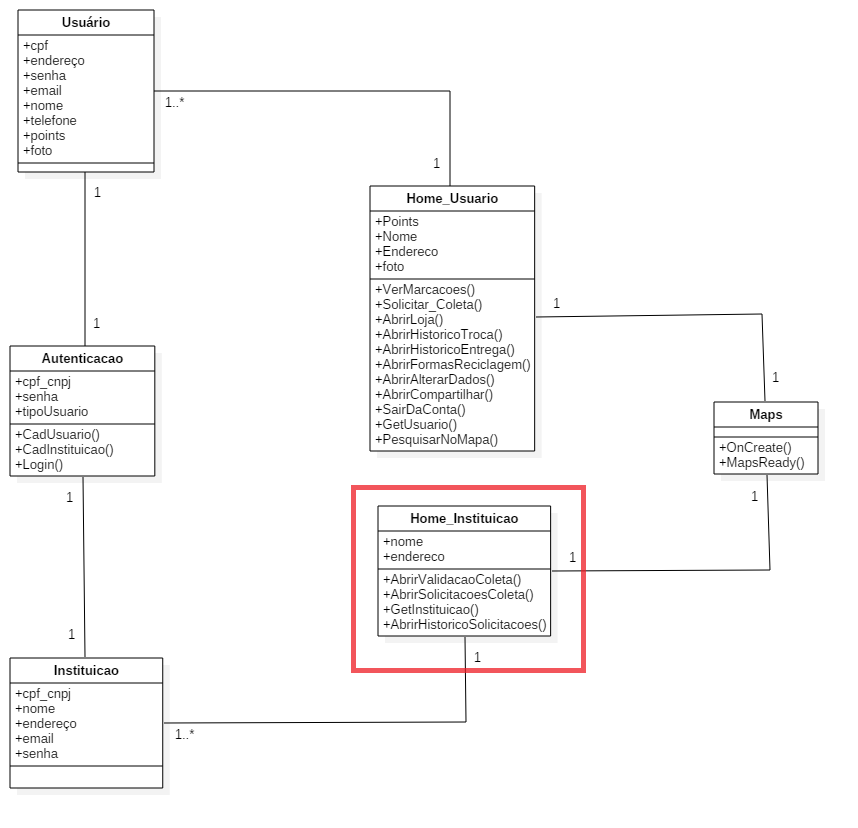 Usuário
+cpf
+endereço
+senha
+email
+nome
+telefone
+points
+foto
1..*
1
1
Home_Usuario
+Points
+Nome
+Endereco
+foto
+VerMarcacoes()
+Solicitar_Coleta()
+AbrirLoja()
+AbrirHistoricoTroca()
+AbrirHistoricoEntrega()
+AbrirFormasReciclagem()
+AbrirAlterarDados()
+AbrirCompartilhar()
+SairDaConta()
+GetUsuario()
+PesquisarNoMapa()
1
1
Autenticacao
+cpf_cnpj
+senha
+tipoUsuario
+CadUsuario()
+CadInstituicao()
+Login()
1
Maps
+OnCreate()
+MapsReady()
1
1
Home_Instituicao
+nome
+endereco
+AbrirValidacaoColeta()
+AbrirSolicitacoesColeta()
+GetInstituicao()
+AbrirHistoricoSolicitacoes()
1
1
1
Instituicao
+cpf_cnpj
+nome
+endereço
+email
+senha
1..*